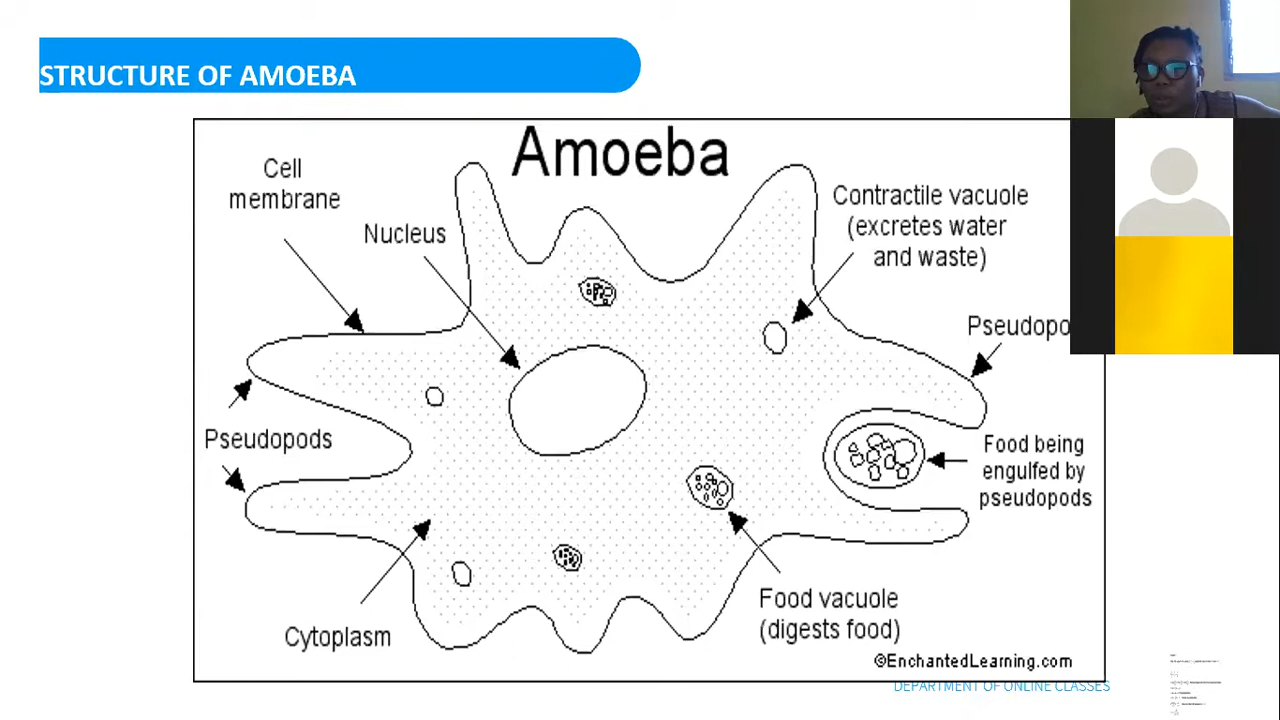 STRUCTURE OF AMOEBA
Amoeba
Cell
membrane
Nucleus
Contractile vacuole
(excretes water
and waste)
Pseudopods
Food being
engulfed by
pseudopods
Cytoplasm
Food vacuole
(digests food)
©EnchantedLearning.com
DEPARTMENT OF ONLINE CLASSES